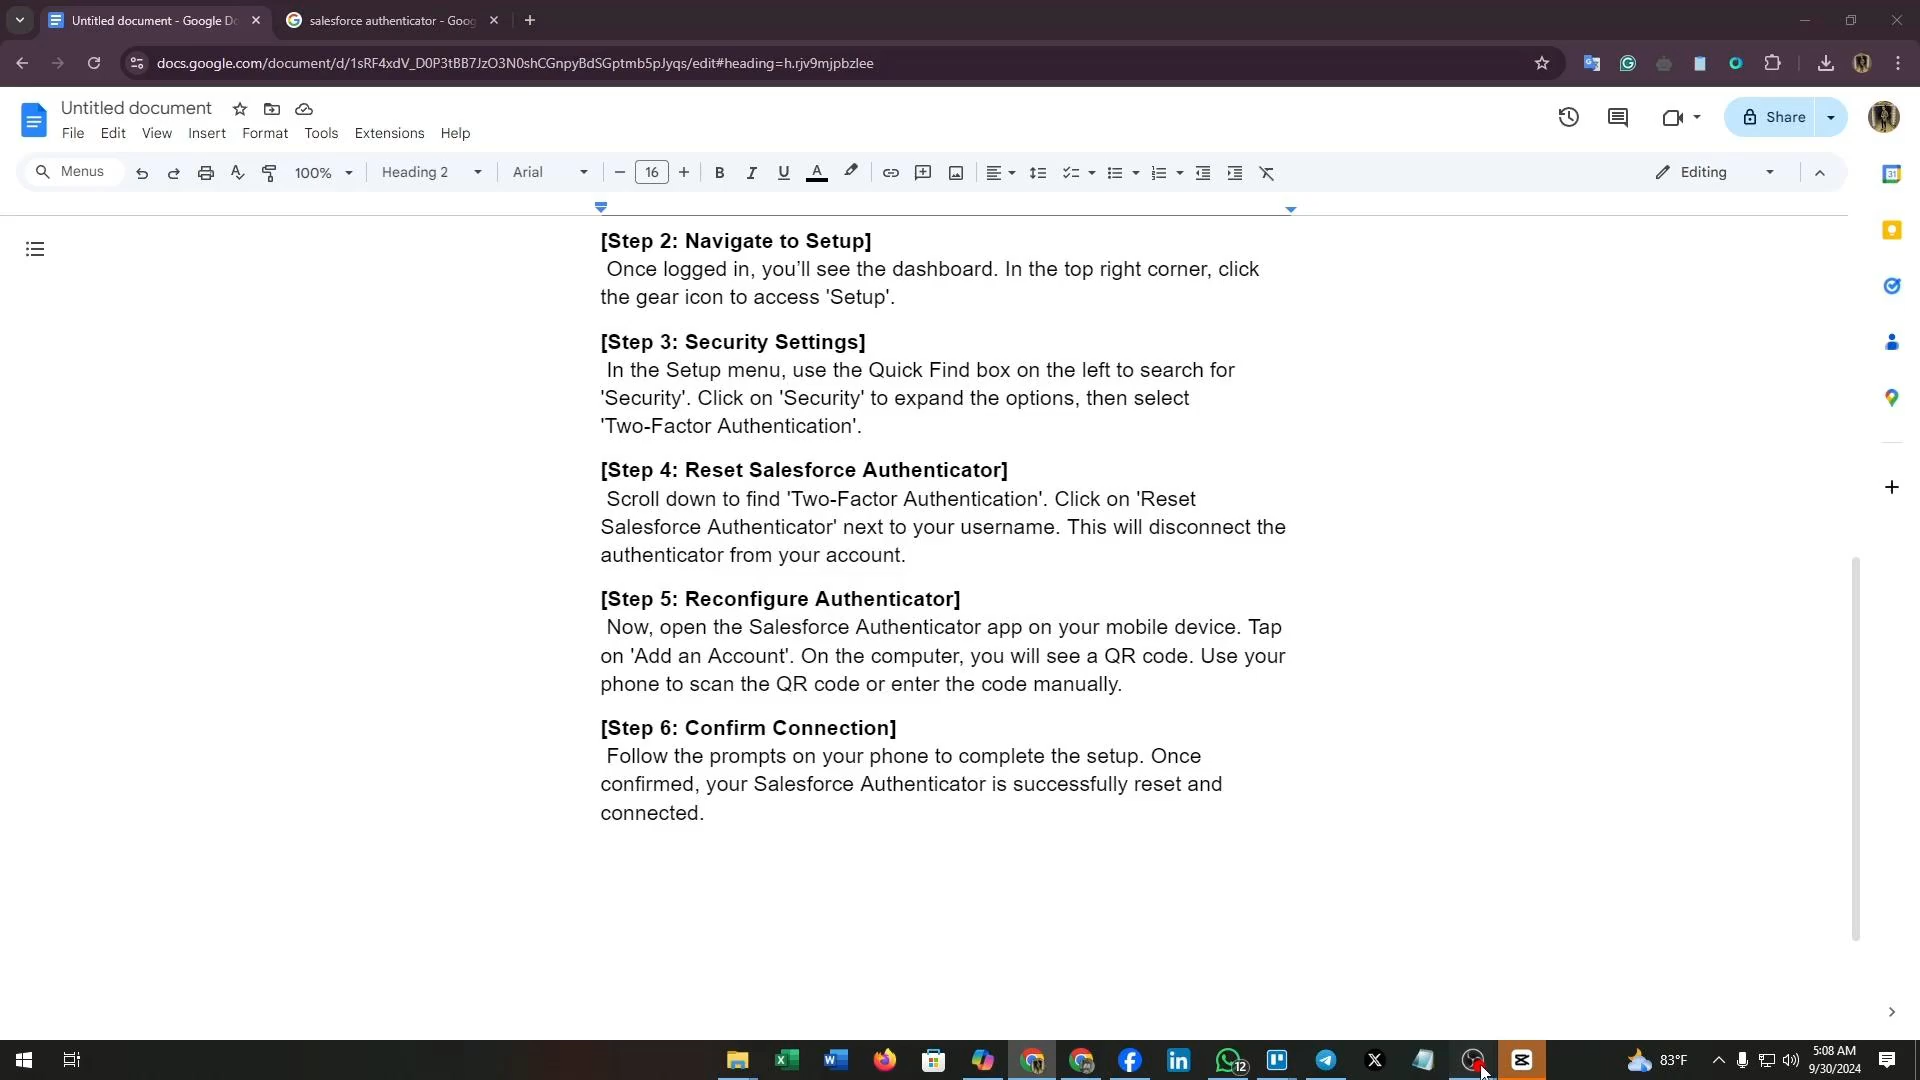 Untitled document - Google Do
salesforce authenticator - Goog
docs.google.com/document/d/1sRF4xdV_D0P3tBB7JzO3N0shCGnpyBdSGptmb5pJyqs/edit#heading=h.rjv9mjpbzlee
Untitled document
File Edit View Insert Format Tools Extensions Help
Share
Menus
100%
Heading 2
Arial
16
B
I
U
A
Editing
31
[Step 2: Navigate to Setup]
Once logged in, you’ll see the dashboard. In the top right corner, click
the gear icon to access 'Setup'.
[Step 3: Security Settings]
In the Setup menu, use the Quick Find box on the left to search for
'Security'. Click on 'Security' to expand the options, then select
'Two-Factor Authentication'.
[Step 4: Reset Salesforce Authenticator]
Scroll down to find 'Two-Factor Authentication'. Click on 'Reset
Salesforce Authenticator' next to your username. This will disconnect the
authenticator from your account.
[Step 5: Reconfigure Authenticator]
Now, open the Salesforce Authenticator app on your mobile device. Tap
on 'Add an Account'. On the computer, you will see a QR code. Use your
phone to scan the QR code or enter the code manually.
[Step 6: Confirm Connection]
Follow the prompts on your phone to complete the setup. Once
confirmed, your Salesforce Authenticator is successfully reset and
connected.
12
83°F
5:08 AM
9/30/2024